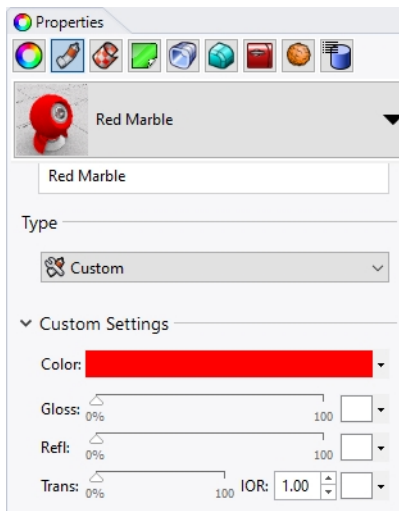 Properties
Red Marble
Red Marble
Type
Custom
Custom Settings
Color:
Gloss: 0% 100
Refl: 0% 100
Trans: 0% 100 IOR: 1.00